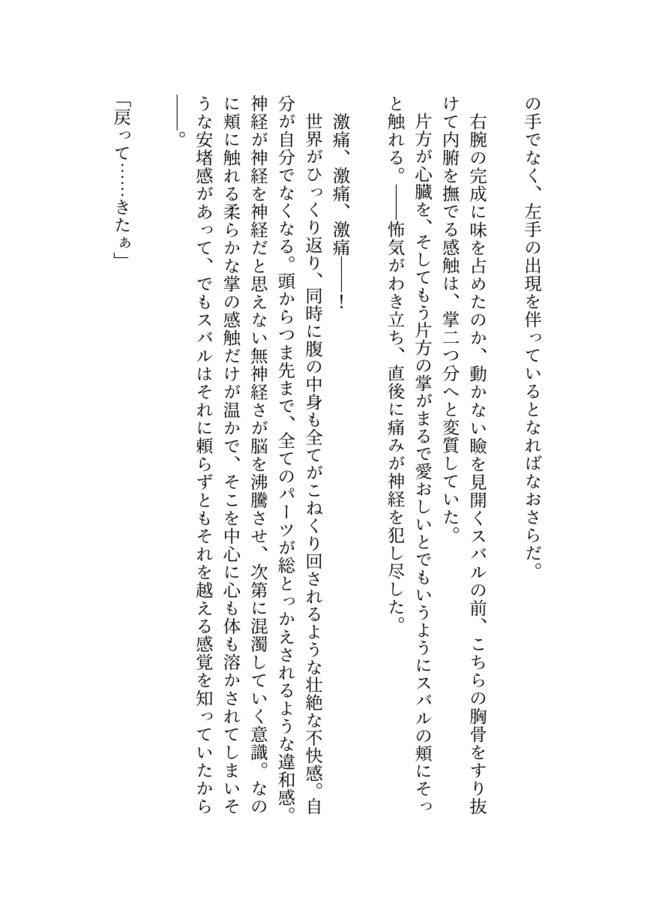 の手でなく、左手の出現を伴っているとなればなおさらだ。
右腕の完成に味を占めたのか、動かない瞼を見開くスバルの前、こちらの胸骨をすり抜
けて内腑を撫でる感触は、掌二つ分へと変質していた。
片方が心臓を、そしてもう片方の掌がまるで愛おしいとでもいうようにスバルの頬にそっ
と触れる。――怖気がわき立ち、直後に痛みが神経を犯し尽した。
激痛、激痛、激痛――！
世界がひっくり返り、同時に腹の中身も全てがこねくり回されるような壮絶な不快感。自
分が自分でなくなる。頭からつま先まで、全てのパーツが総とっかえされるような違和感。
神経が神経を神経だと思えない無神経さが脳を沸騰させ、次第に混濁していく意識。なの
に頬に触れる柔らかな掌の感触だけが温かで、そこを中心に心も体も溶かされてしまいそ
うな安堵感があって、でもスバルはそれに頼らずともそれを越える感覚を知っていたから
――。
「戻って……きたぁ」